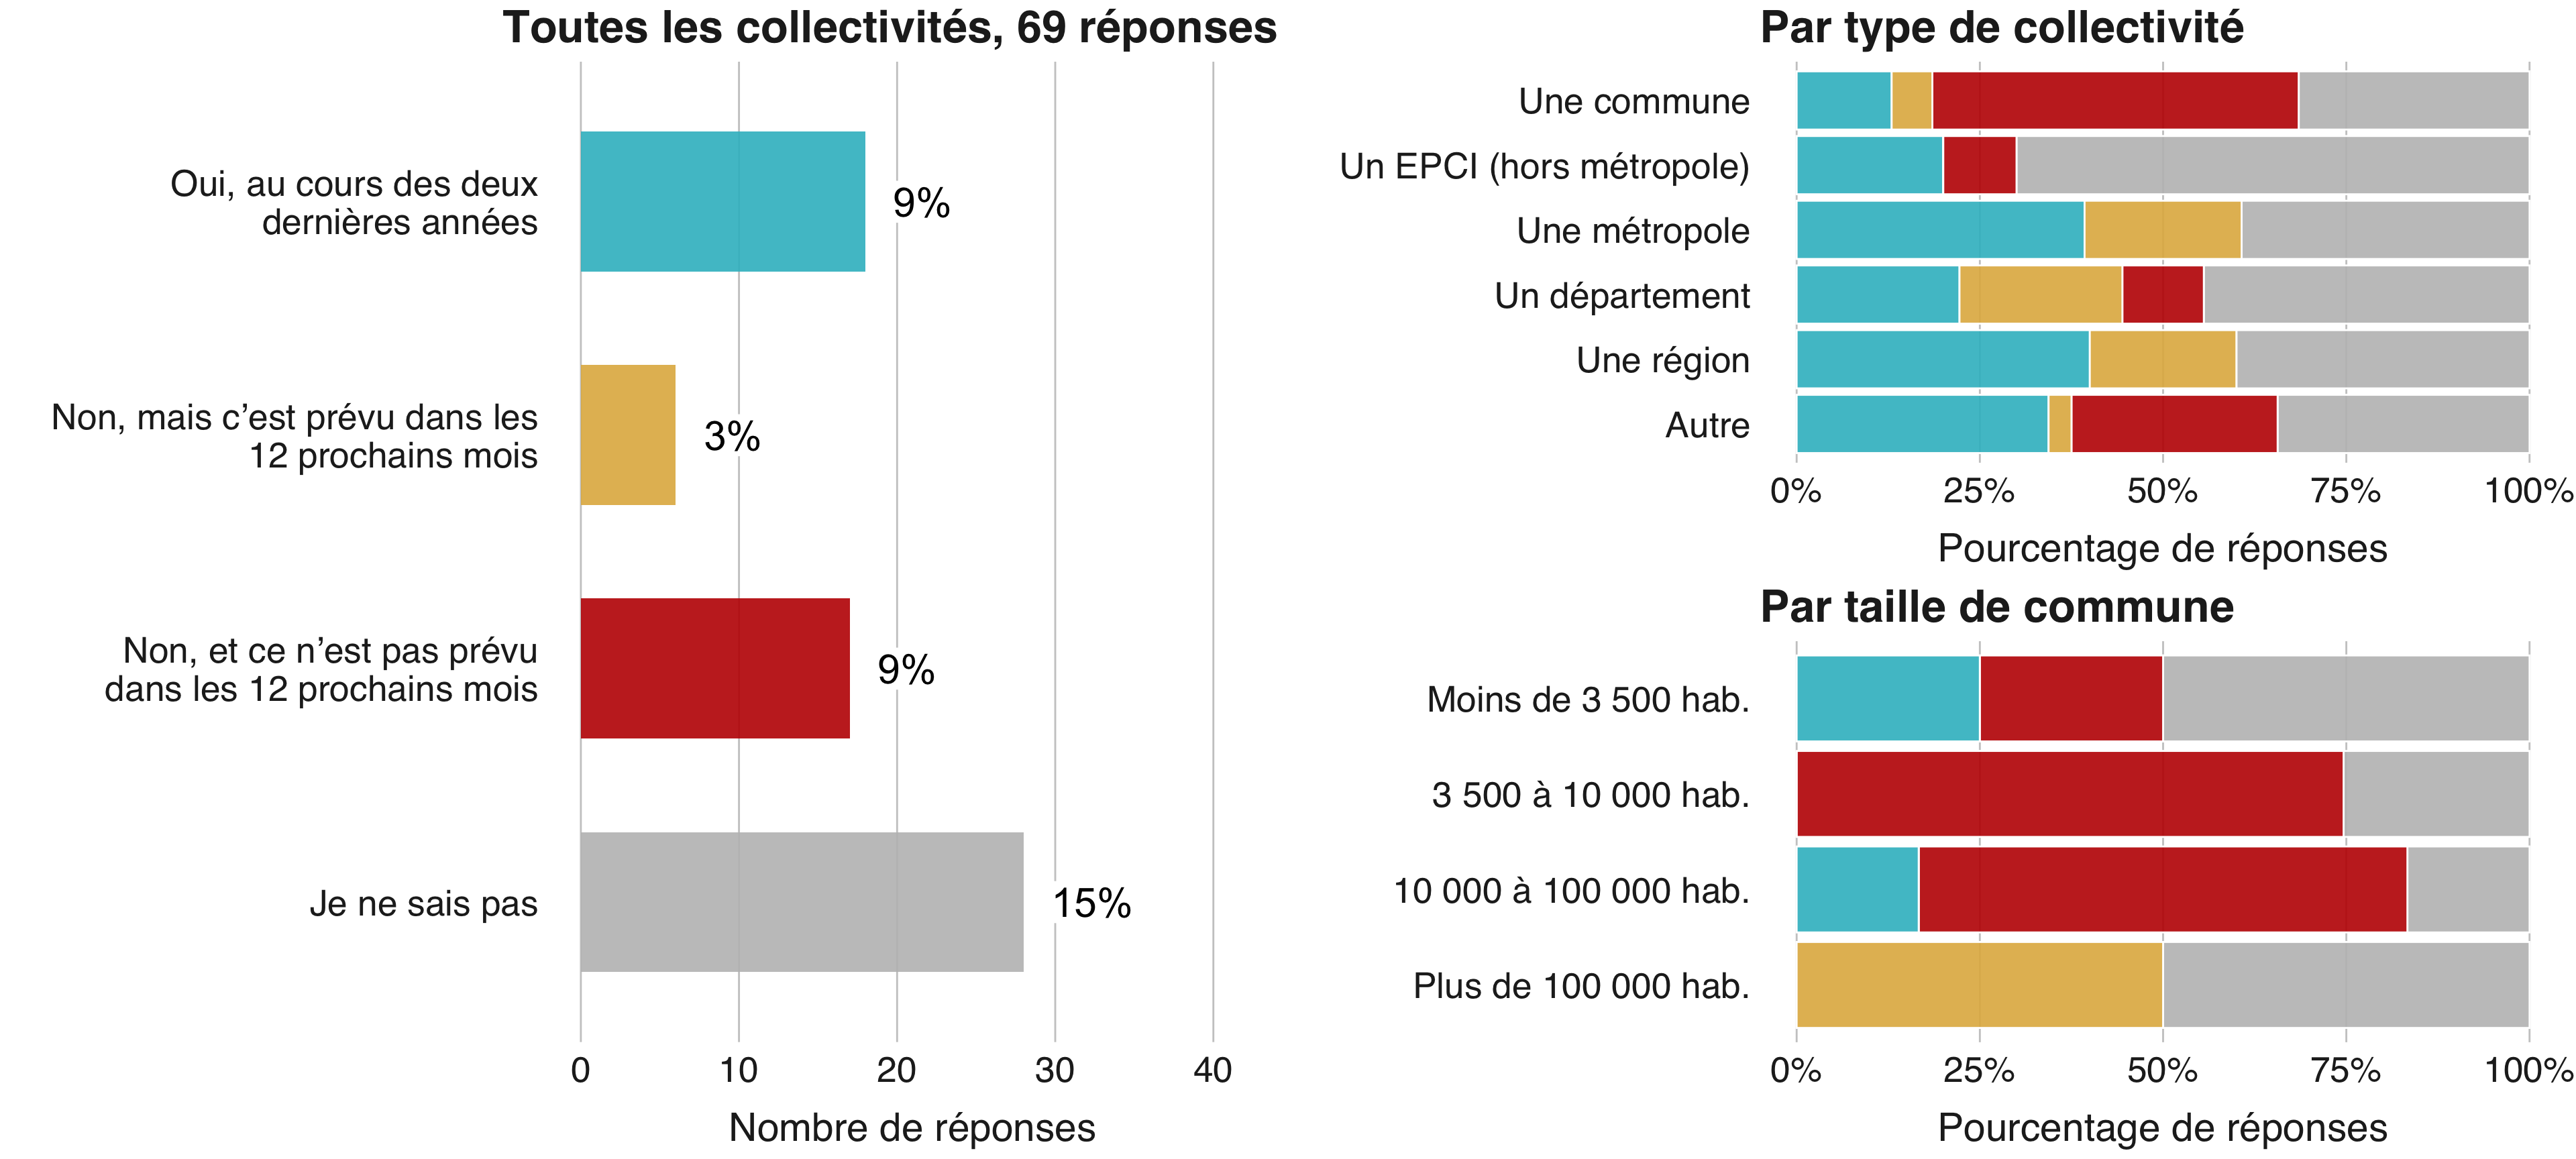 Toutes les collectivités, 69 réponses
Oui, au cours des deux
dernières années
9%
Non, mais c’est prévu dans les
12 prochains mois
3%
Non, et ce n’est pas prévu
dans les 12 prochains mois
9%
Je ne sais pas
15%
0 10 20 30 40
Nombre de réponses
Par type de collectivité
Une commune
Un EPCI (hors métropole)
Une métropole
Un département
Une région
Autre
0% 25% 50% 75% 100%
Pourcentage de réponses
Par taille de commune
Moins de 3 500 hab.
3 500 à 10 000 hab.
10 000 à 100 000 hab.
Plus de 100 000 hab.
0% 25% 50% 75% 100%
Pourcentage de réponses